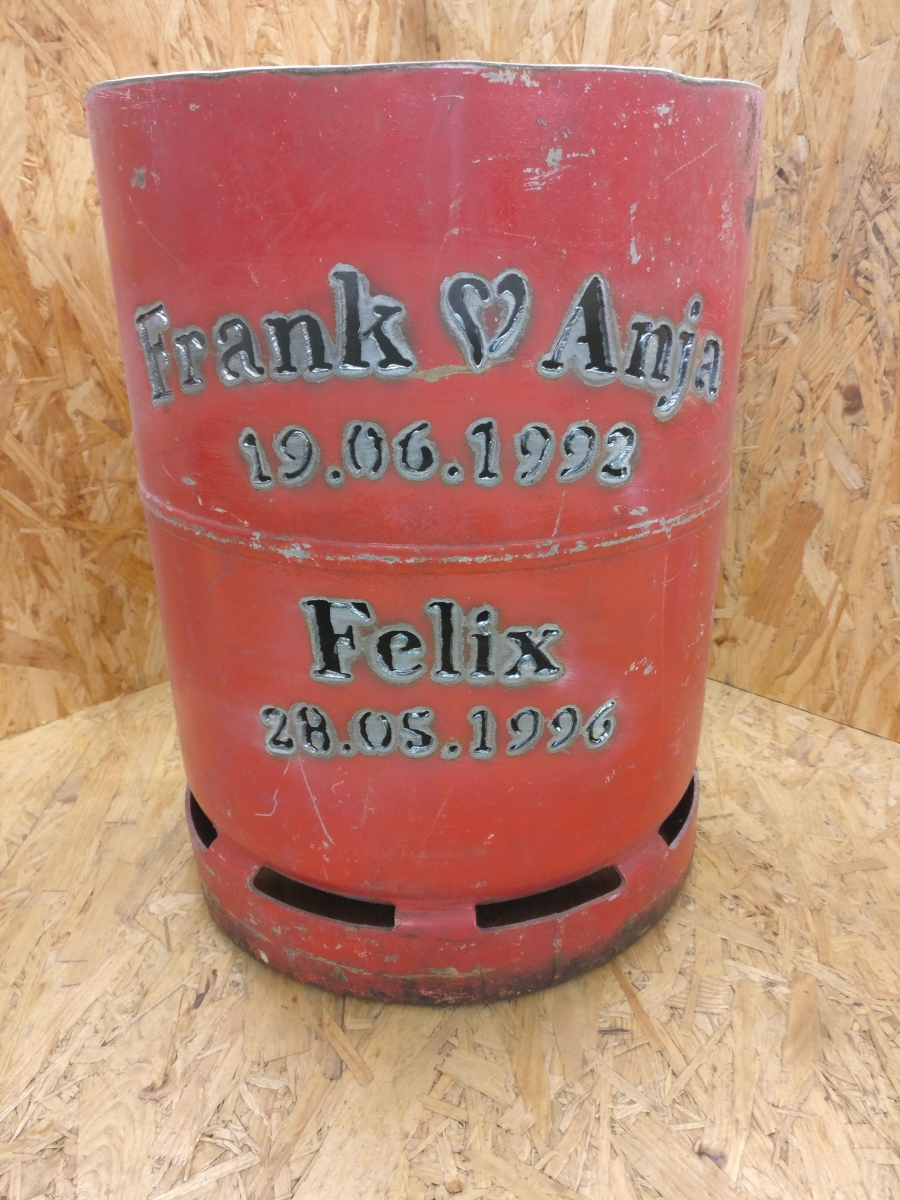 Frank ♡ Anja
19.06.1992
Felix
28.05.1996